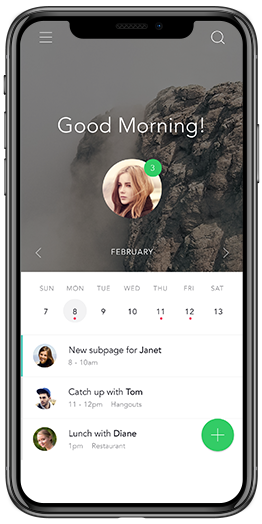 Good Morning!
3
FEBRUARY
SUN MON TUE WED THU FRI SAT
7 8 9 10 11 12 13
New subpage for Janet
8 - 10am
Catch up with Tom
11 - 12pm Hangouts
Lunch with Diane
1pm Restaurant